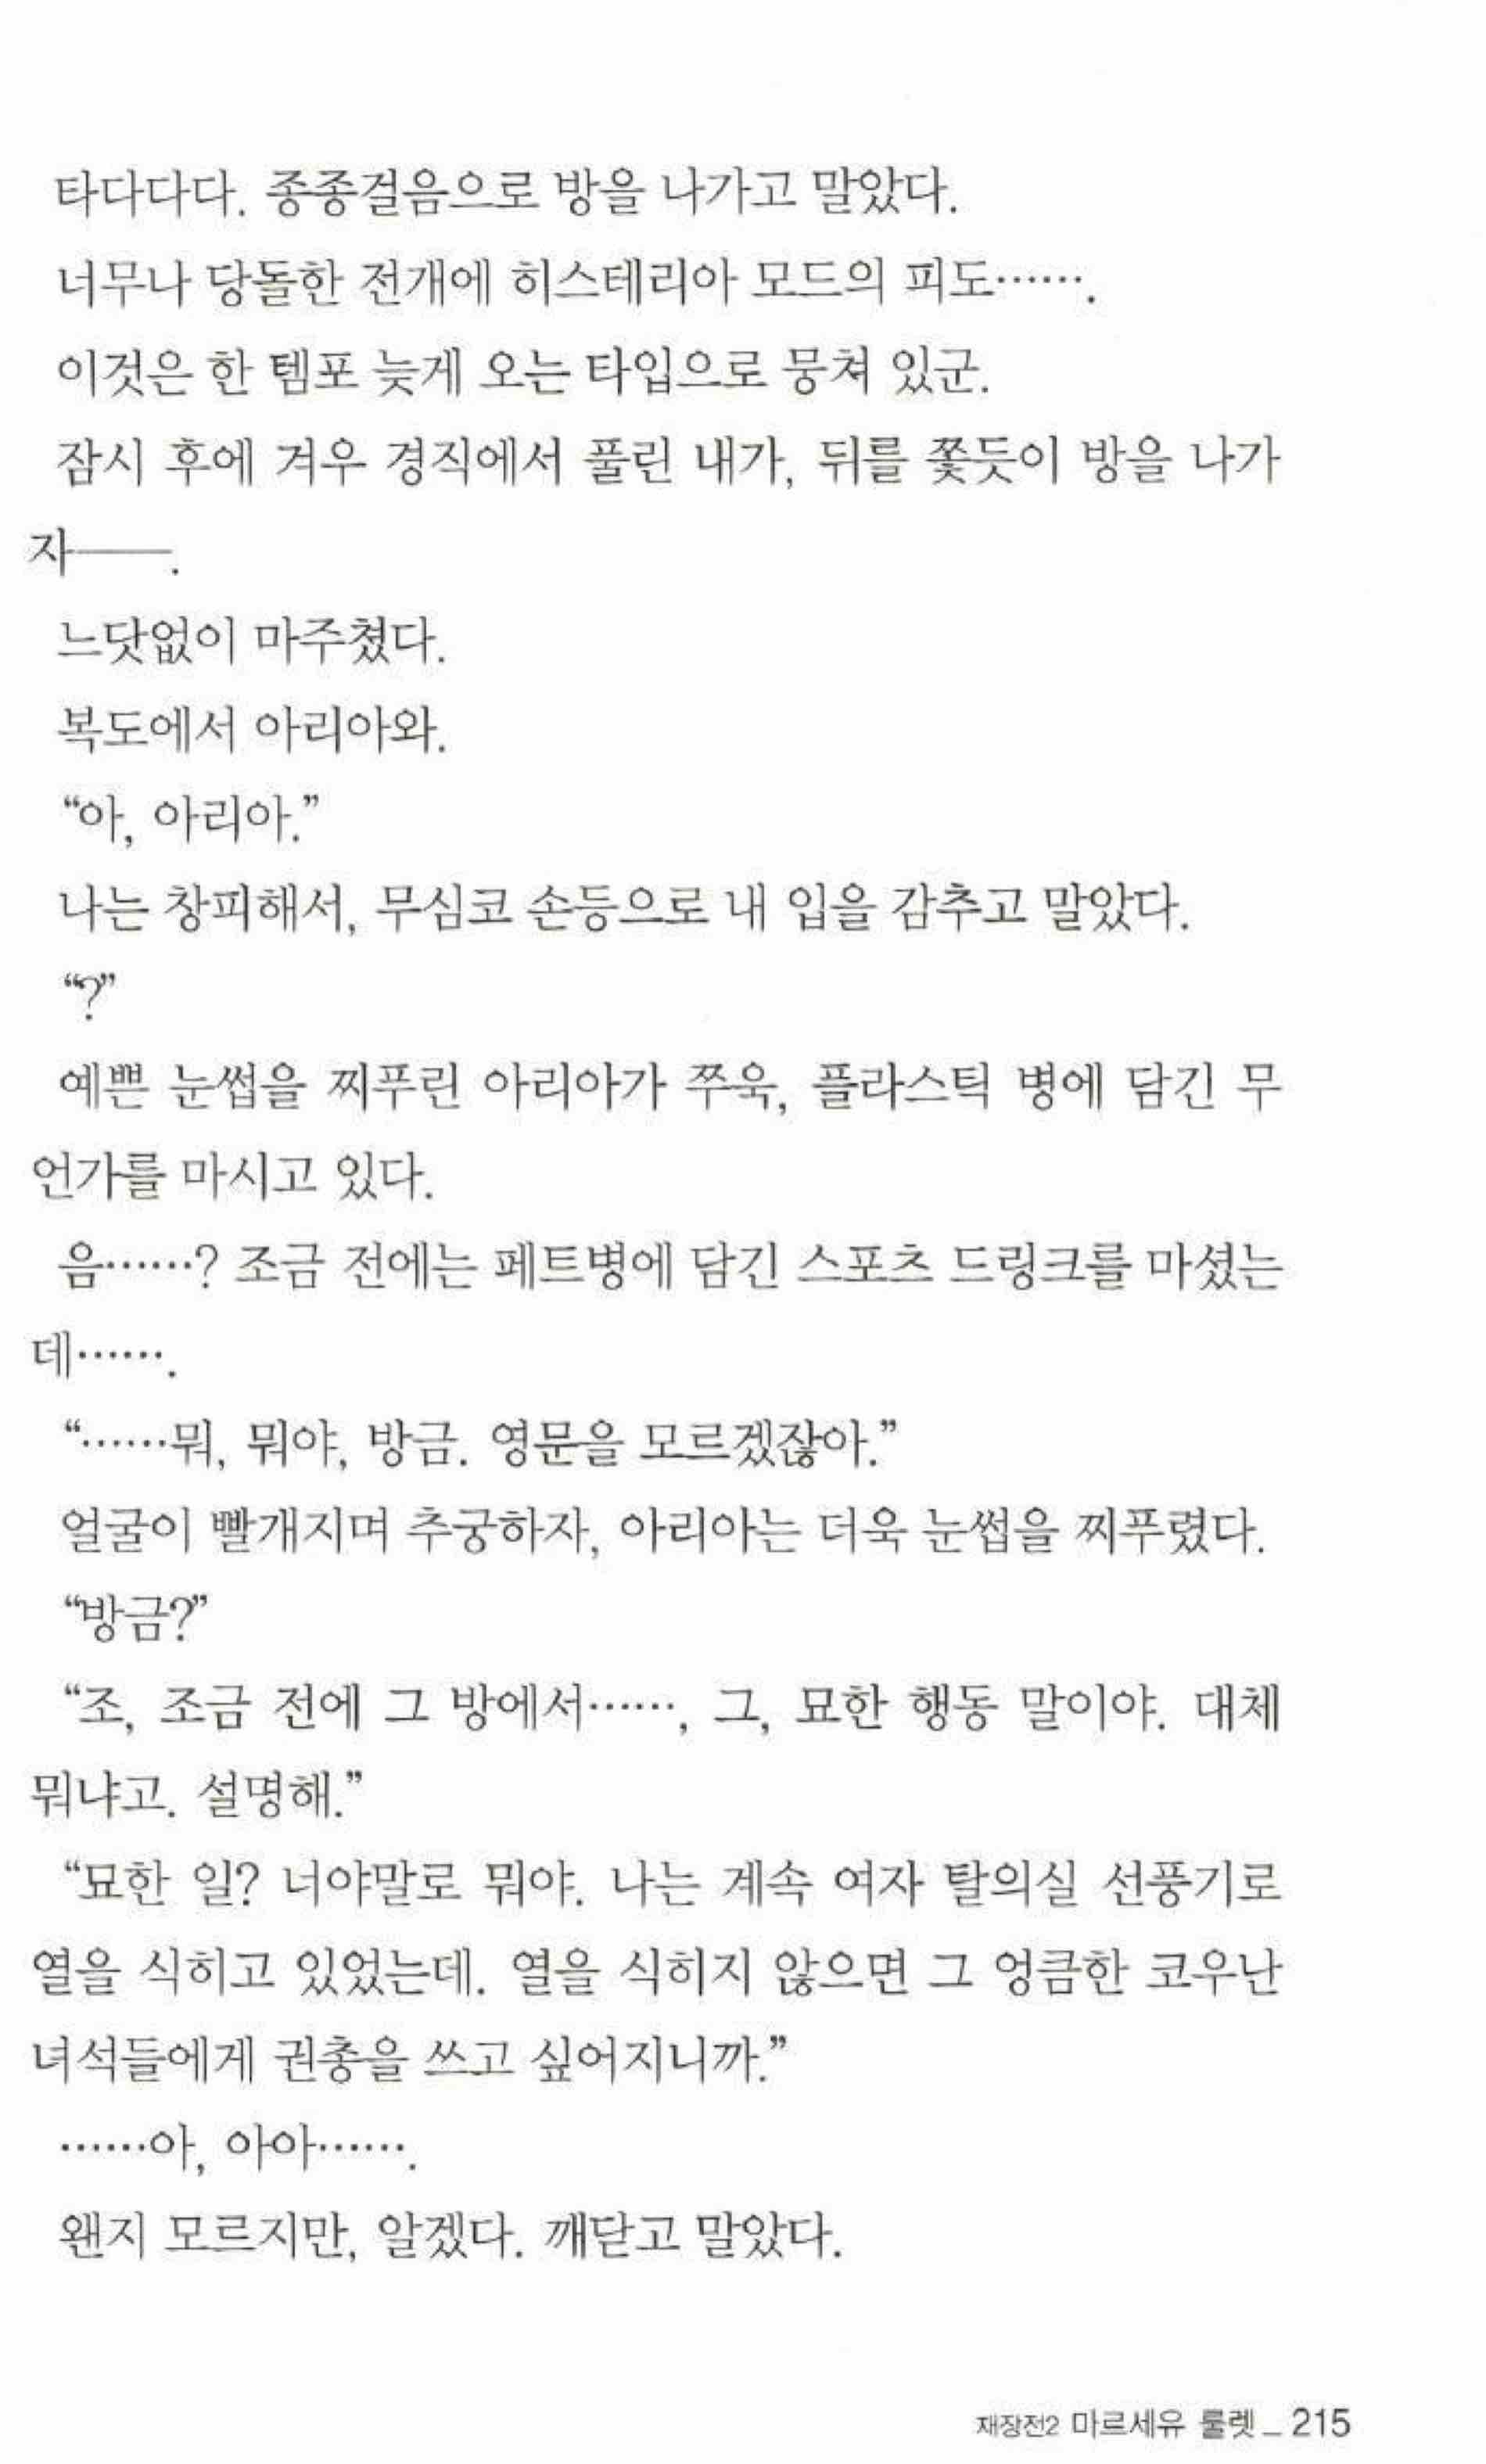 타다다다. 종종걸음으로 방을 나가고 말았다.
너무나 당돌한 전개에 히스테리아 모드의 피도…….
이것은 한 템포 늦게 오는 타입으로 뭉쳐 있군.
잠시 후에 겨우 경직에서 풀린 내가, 뒤를 쫓듯이 방을 나가
자──.
느닷없이 마주쳤다.
복도에서 아리아와.
“아, 아리아.”
나는 창피해서, 무심코 손등으로 내 입을 감추고 말았다.
“?”
예쁜 눈썹을 찌푸린 아리아가 쭈욱, 플라스틱 병에 담긴 무
언가를 마시고 있다.
음……? 조금 전에는 페트병에 담긴 스포츠 드링크를 마셨는
데…….
“……뭐, 뭐야, 방금. 영문을 모르겠잖아.”
얼굴이 빨개지며 추궁하자, 아리아는 더욱 눈썹을 찌푸렸다.
“방금?”
“조, 조금 전에 그 방에서……, 그, 묘한 행동 말이야. 대체
뭐냐고. 설명해.”
“묘한 일? 너야말로 뭐야. 나는 계속 여자 탈의실 선풍기로
열을 식히고 있었는데. 열을 식히지 않으면 그 엉큼한 코우난
녀석들에게 권총을 쓰고 싶어지니까.”
……아, 아아…….
왠지 모르지만, 알겠다. 깨닫고 말았다.
재장전2 마르세유 룰렛 _ 215